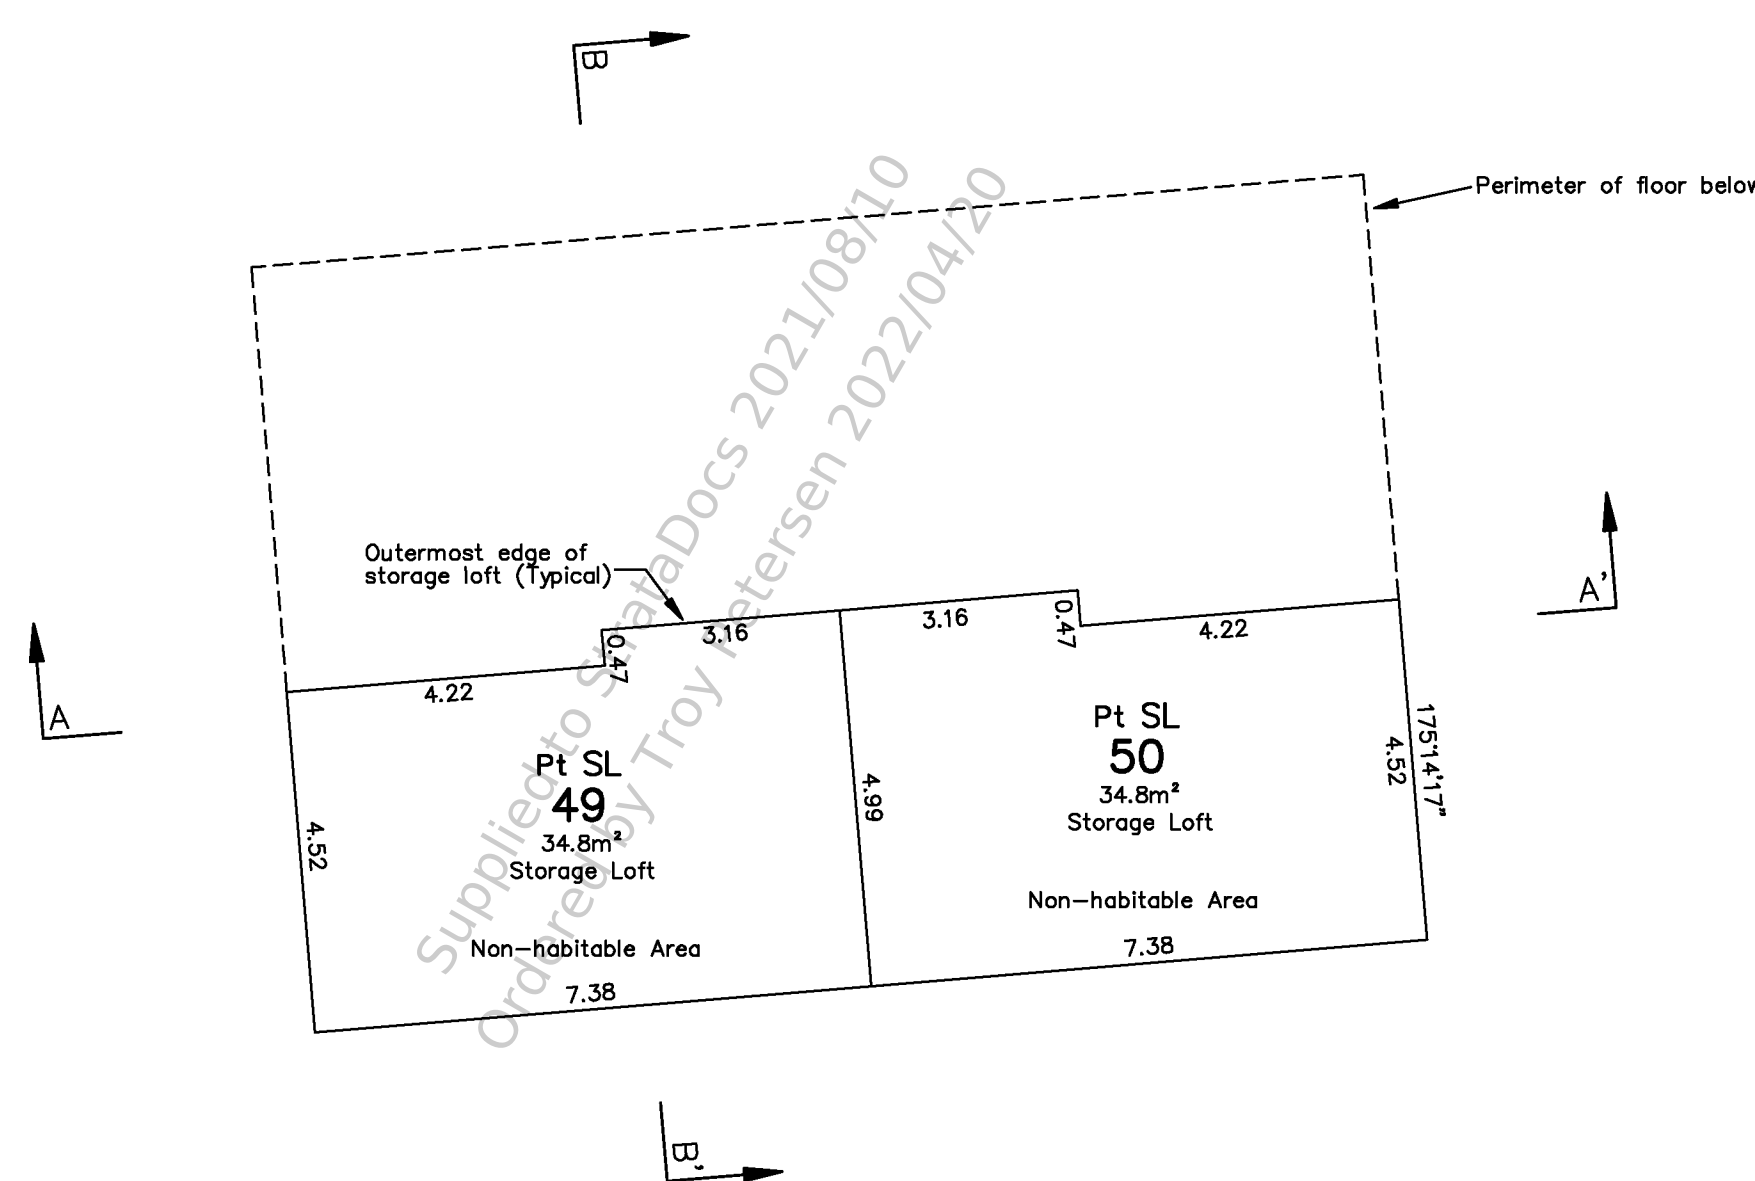 B
Perimeter of floor below
Outermost edge of
storage loft (Typical)
3.16
0.47
4.22
3.16
0.47
4.22
A'
A
Pt SL
49
34.8m²
Storage Loft
Non-habitable Area
4.52
7.38
4.99
Pt SL
50
34.8m²
Storage Loft
Non-habitable Area
4.52
175°14'17"
7.38
B'
Supplied to StrataDocs 2021/08/10
Ordered by Troy Petersen 2022/04/20